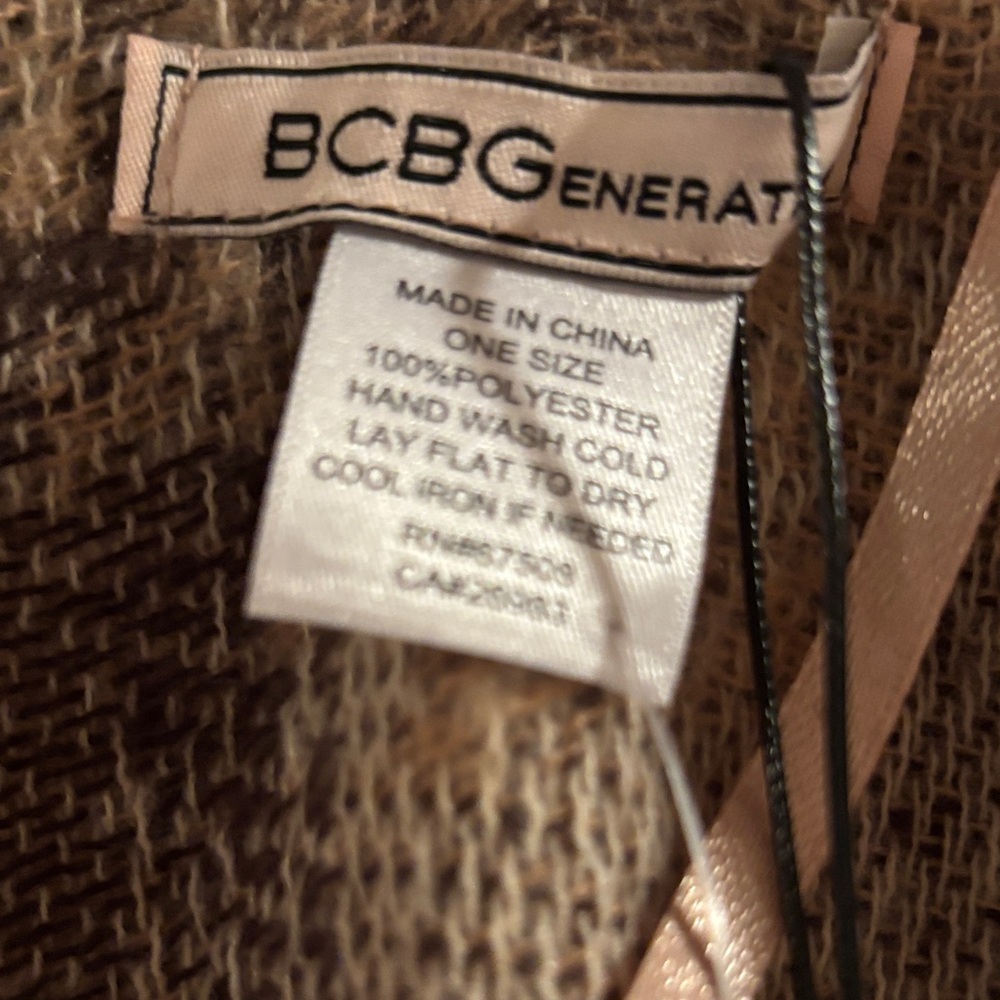 BCBGENERAT
MADE IN CHINA
ONE SIZE
100%POLYESTER
HAND WASH COLD
LAY FLAT TO DRY
COOL IRON IF NEEDED